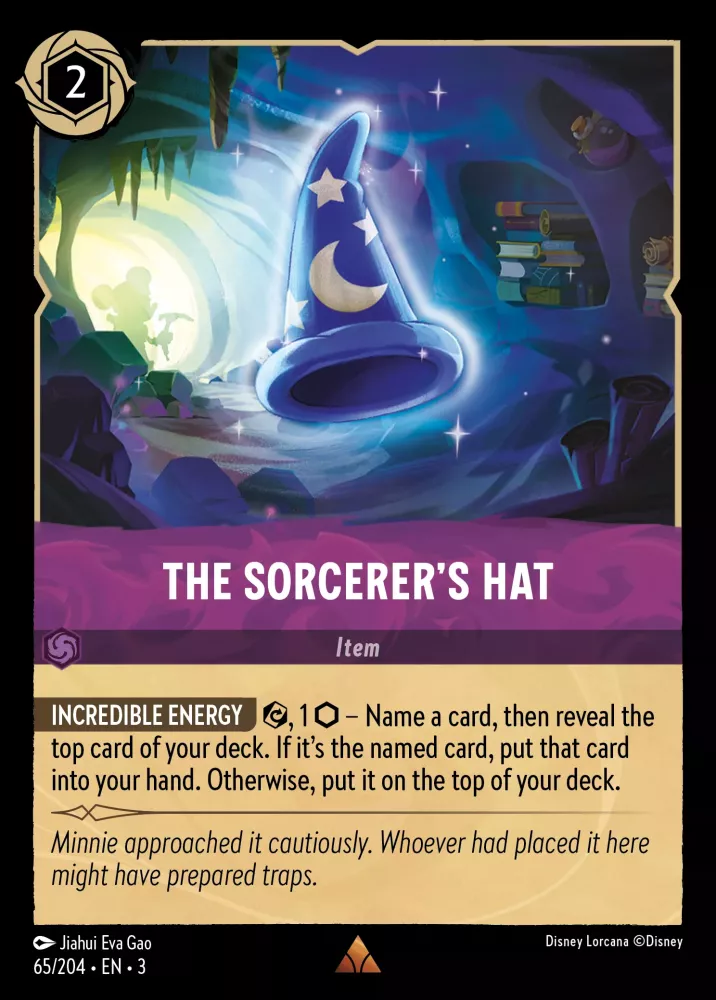 2
THE SORCERER'S HAT
Item
INCREDIBLE ENERGY , 1 – Name a card, then reveal the
top card of your deck. If it's the named card, put that card
into your hand. Otherwise, put it on the top of your deck.
Minnie approached it cautiously. Whoever had placed it here
might have prepared traps.
Jiahui Eva Gao
Disney Lorcana ©Disney
65/204 • EN • 3